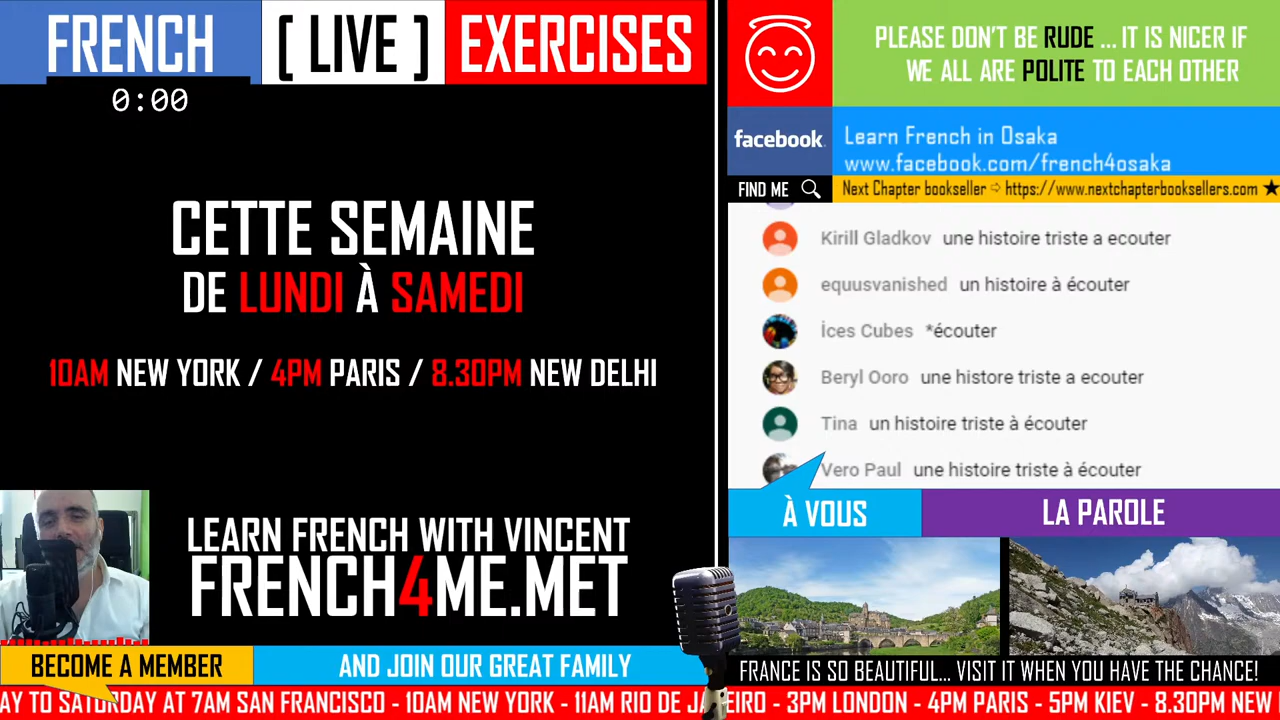 FRENCH
[ LIVE ]
EXERCISES
0:00
CETTE SEMAINE
DE LUNDI À SAMEDI
10AM NEW YORK / 4PM PARIS / 8.30PM NEW DELHI
LEARN FRENCH WITH VINCENT
FRENCH4ME.MET
BECOME A MEMBER
AND JOIN OUR GREAT FAMILY
PLEASE DON'T BE RUDE ... IT IS NICER IF
WE ALL ARE POLITE TO EACH OTHER
facebook.
Learn French in Osaka
www.facebook.com/french4osaka
FIND ME
Next Chapter bookseller ⇨ https://www.nextchapterbooksellers.com ★
Kirill Gladkov une histoire triste a ecouter
equusvanished un histoire à écouter
İces Cubes *écouter
Beryl Ooro une histore triste a ecouter
Tina un histoire triste à écouter
Vero Paul une histoire triste à écouter
À VOUS
LA PAROLE
FRANCE IS SO BEAUTIFUL... VISIT IT WHEN YOU HAVE THE CHANCE!
AY TO SATURDAY AT 7AM SAN FRANCISCO - 10AM NEW YORK - 11AM RIO DE JANEIRO - 3PM LONDON - 4PM PARIS - 5PM KIEV - 8.30PM NEW